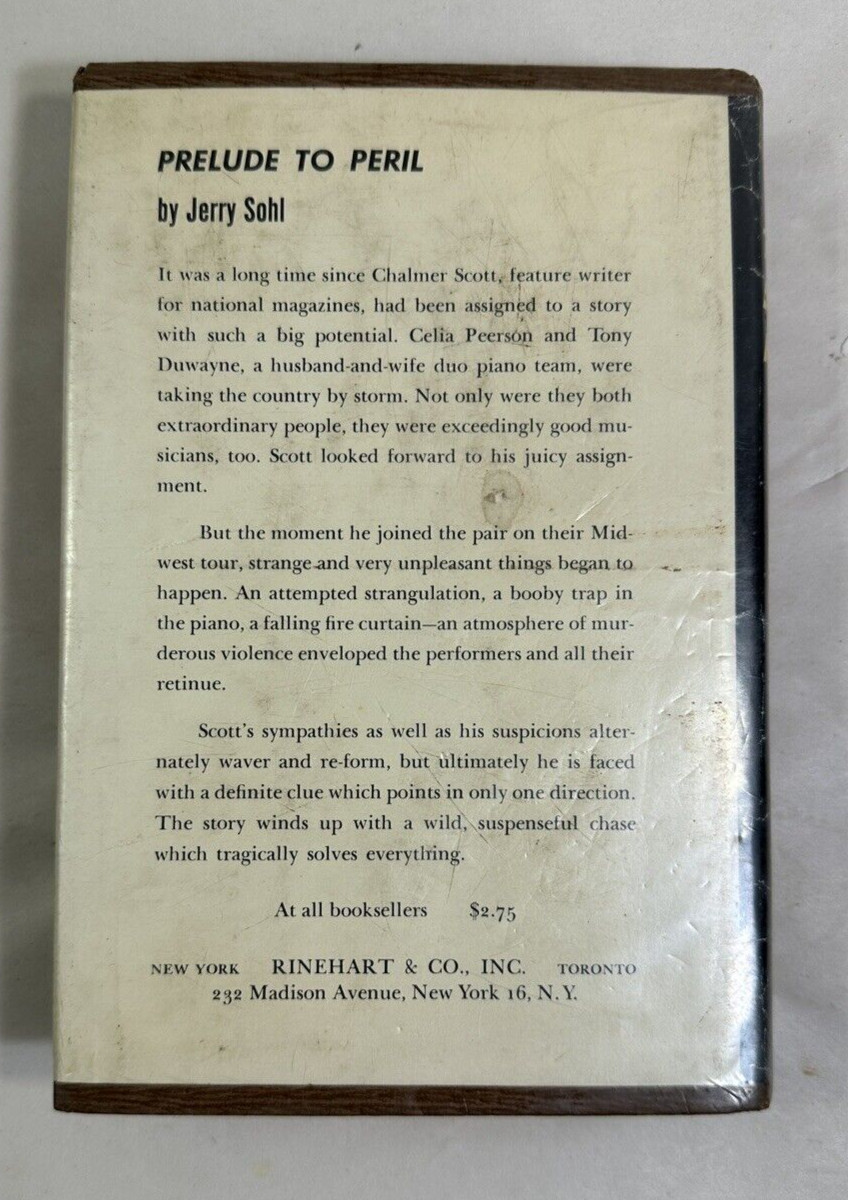 PRELUDE TO PERIL
by Jerry Sohl
It was a long time since Chalmer Scott, feature writer
for national magazines, had been assigned to a story
with such a big potential. Celia Peerson and Tony
Duwayne, a husband-and-wife duo piano team, were
taking the country by storm. Not only were they both
extraordinary people, they were exceedingly good mu-
sicians, too. Scott looked forward to his juicy assign-
ment.
But the moment he joined the pair on their Mid-
west tour, strange and very unpleasant things began to
happen. An attempted strangulation, a booby trap in
the piano, a falling fire curtain—an atmosphere of mur-
derous violence enveloped the performers and all their
retinue.
Scott's sympathies as well as his suspicions alter-
nately waver and re-form, but ultimately he is faced
with a definite clue which points in only one direction.
The story winds up with a wild, suspenseful chase
which tragically solves everything.
At all booksellers $2.75
NEW YORK RINEHART & CO., INC. TORONTO
232 Madison Avenue, New York 16, N.Y.